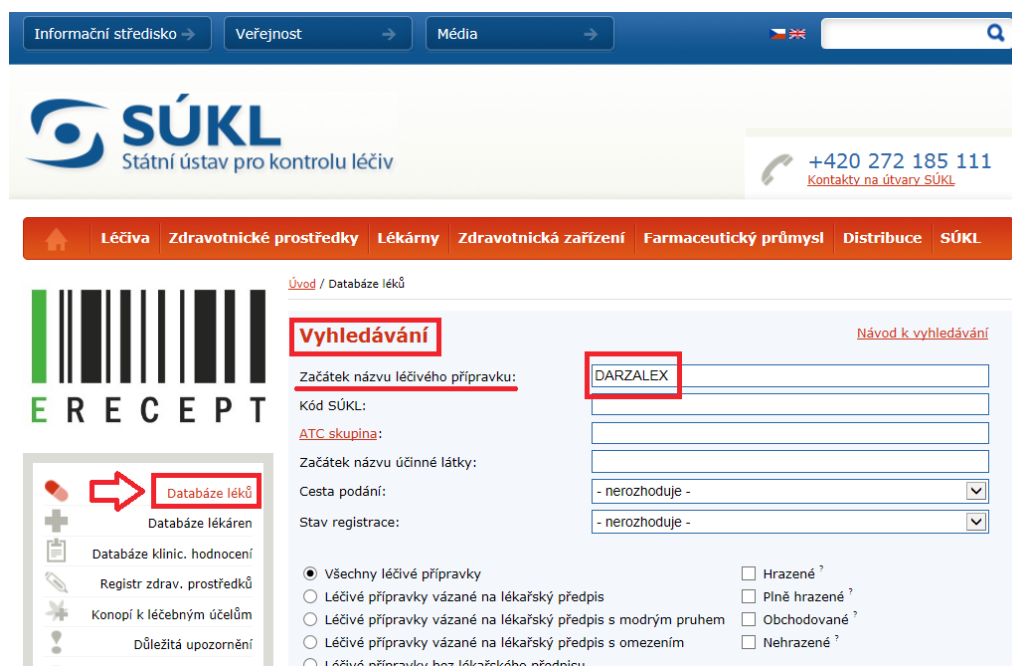 Informační středisko → Veřejnost → Média →
SÚKL
Státní ústav pro kontrolu léčiv
+420 272 185 111
Kontakty na útvary SÚKL
Léčiva Zdravotnické prostředky Lékárny Zdravotnická zařízení Farmaceutický průmysl Distribuce SÚKL
ERECEPT
Databáze léků
Databáze lékáren
Databáze klinic. hodnocení
Registr zdrav. prostředků
Konopí k léčebným účelům
Důležitá upozornění
Úvod / Databáze léků
Vyhledávání
Návod k vyhledávání
Začátek názvu léčivého přípravku: DARZALEX
Kód SÚKL:
ATC skupina:
Začátek názvu účinné látky:
Cesta podání: - nerozhoduje -
Stav registrace: - nerozhoduje -
Všechny léčivé přípravky Hrazené ?
Léčivé přípravky vázané na lékařský předpis Plně hrazené ?
Léčivé přípravky vázané na lékařský předpis s modrým pruhem Obchodované ?
Léčivé přípravky vázané na lékařský předpis s omezením Nehrazené ?
Léčivé přípravky bez lékařského předpisu